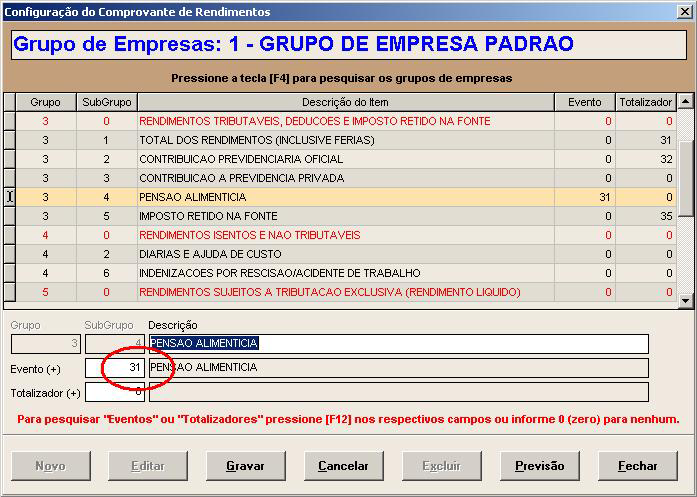 Configuração do Comprovante de Rendimentos
Grupo de Empresas: 1 - GRUPO DE EMPRESA PADRAO
Pressione a tecla [F4] para pesquisar os grupos de empresas
Grupo SubGrupo Descrição do Item Evento Totalizador
3 0 RENDIMENTOS TRIBUTAVEIS, DEDUCOES E IMPOSTO RETIDO NA FONTE 0 0
3 1 TOTAL DOS RENDIMENTOS (INCLUSIVE FERIAS) 0 31
3 2 CONTRIBUICAO PREVIDENCIARIA OFICIAL 0 32
3 3 CONTRIBUICAO A PREVIDENCIA PRIVADA 0 0
3 4 PENSAO ALIMENTICIA 31 0
3 5 IMPOSTO RETIDO NA FONTE 0 35
4 0 RENDIMENTOS ISENTOS E NAO TRIBUTAVEIS 0 0
4 2 DIARIAS E AJUDA DE CUSTO 0 0
4 6 INDENIZACOES POR RESCISAO/ACIDENTE DE TRABALHO 0 0
5 0 RENDIMENTOS SUJEITOS A TRIBUTACAO EXCLUSIVA (RENDIMENTO LIQUIDO) 0 0
Grupo SubGrupo Descrição
3 4 PENSAO ALIMENTICIA
Evento (+) 31 PENSAO ALIMENTICIA
Totalizador (+) 0
Para pesquisar "Eventos" ou "Totalizadores" pressione [F12] nos respectivos campos ou informe 0 (zero) para nenhum.
Novo Editar Gravar Cancelar Excluir Previsão Fechar